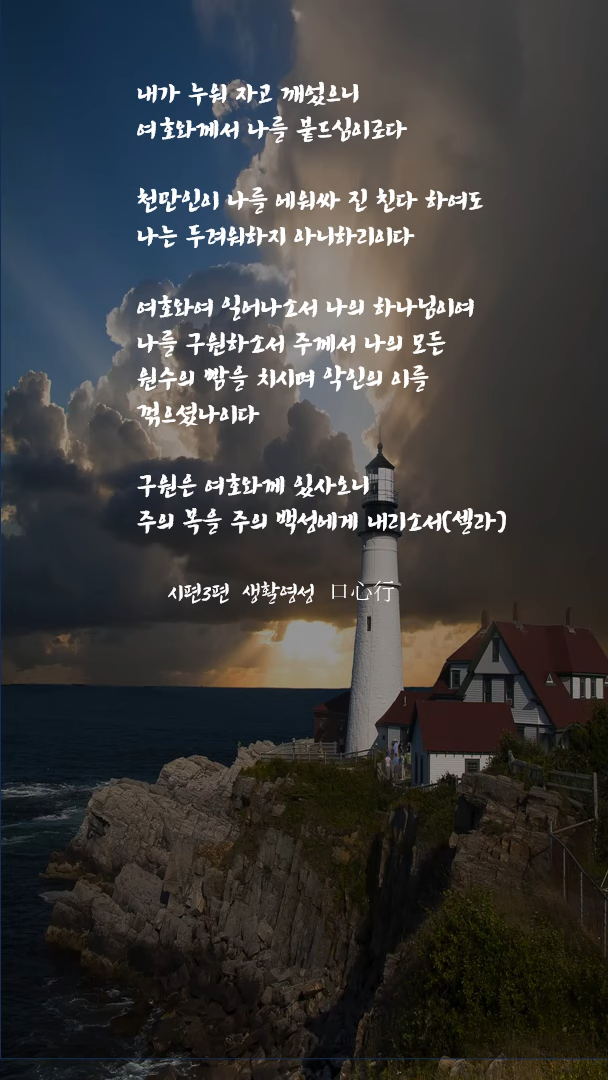 내가 누워 자고 깨었으니
여호와께서 나를 붙드심이로다
천만인이 나를 에워싸 진 친다 하여도
나는 두려워하지 아니하리이다
여호와여 일어나소서 나의 하나님이여
나를 구원하소서 주께서 나의 모든
원수의 뺨을 치시며 악인의 이를
꺾으셨나이다
구원은 여호와께 있사오니
주의 복을 주의 백성에게 내리소서(셀라)
시편3편 생활영성 口心行